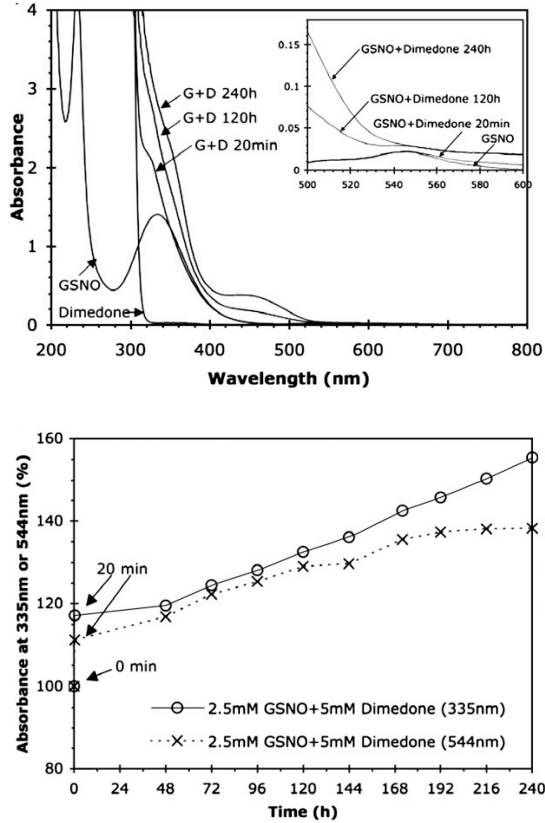 4
3
2
1
0
Absorbance
G+D 240h
G+D 120h
G+D 20min
GSNO
Dimedone
200 300 400 500 600 700 800
Wavelength (nm)
0.15
0.1
0.05
0
GSNO+Dimedone 240h
GSNO+Dimedone 120h
GSNO+Dimedone 20min
GSNO
500 520 540 560 580 600
160
140
120
100
80
Absorbance at 335nm or 544nm (%)
20 min
0 min
2.5mM GSNO+5mM Dimedone (335nm)
2.5mM GSNO+5mM Dimedone (544nm)
0 24 48 72 96 120 144 168 192 216 240
Time (h)